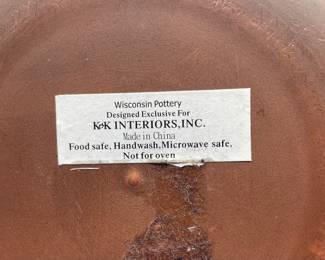 Wisconsin Pottery
Designed Exclusive For
K&K INTERIORS,INC.
Made in China
Food safe, Handwash,Microwave safe,
Not for oven